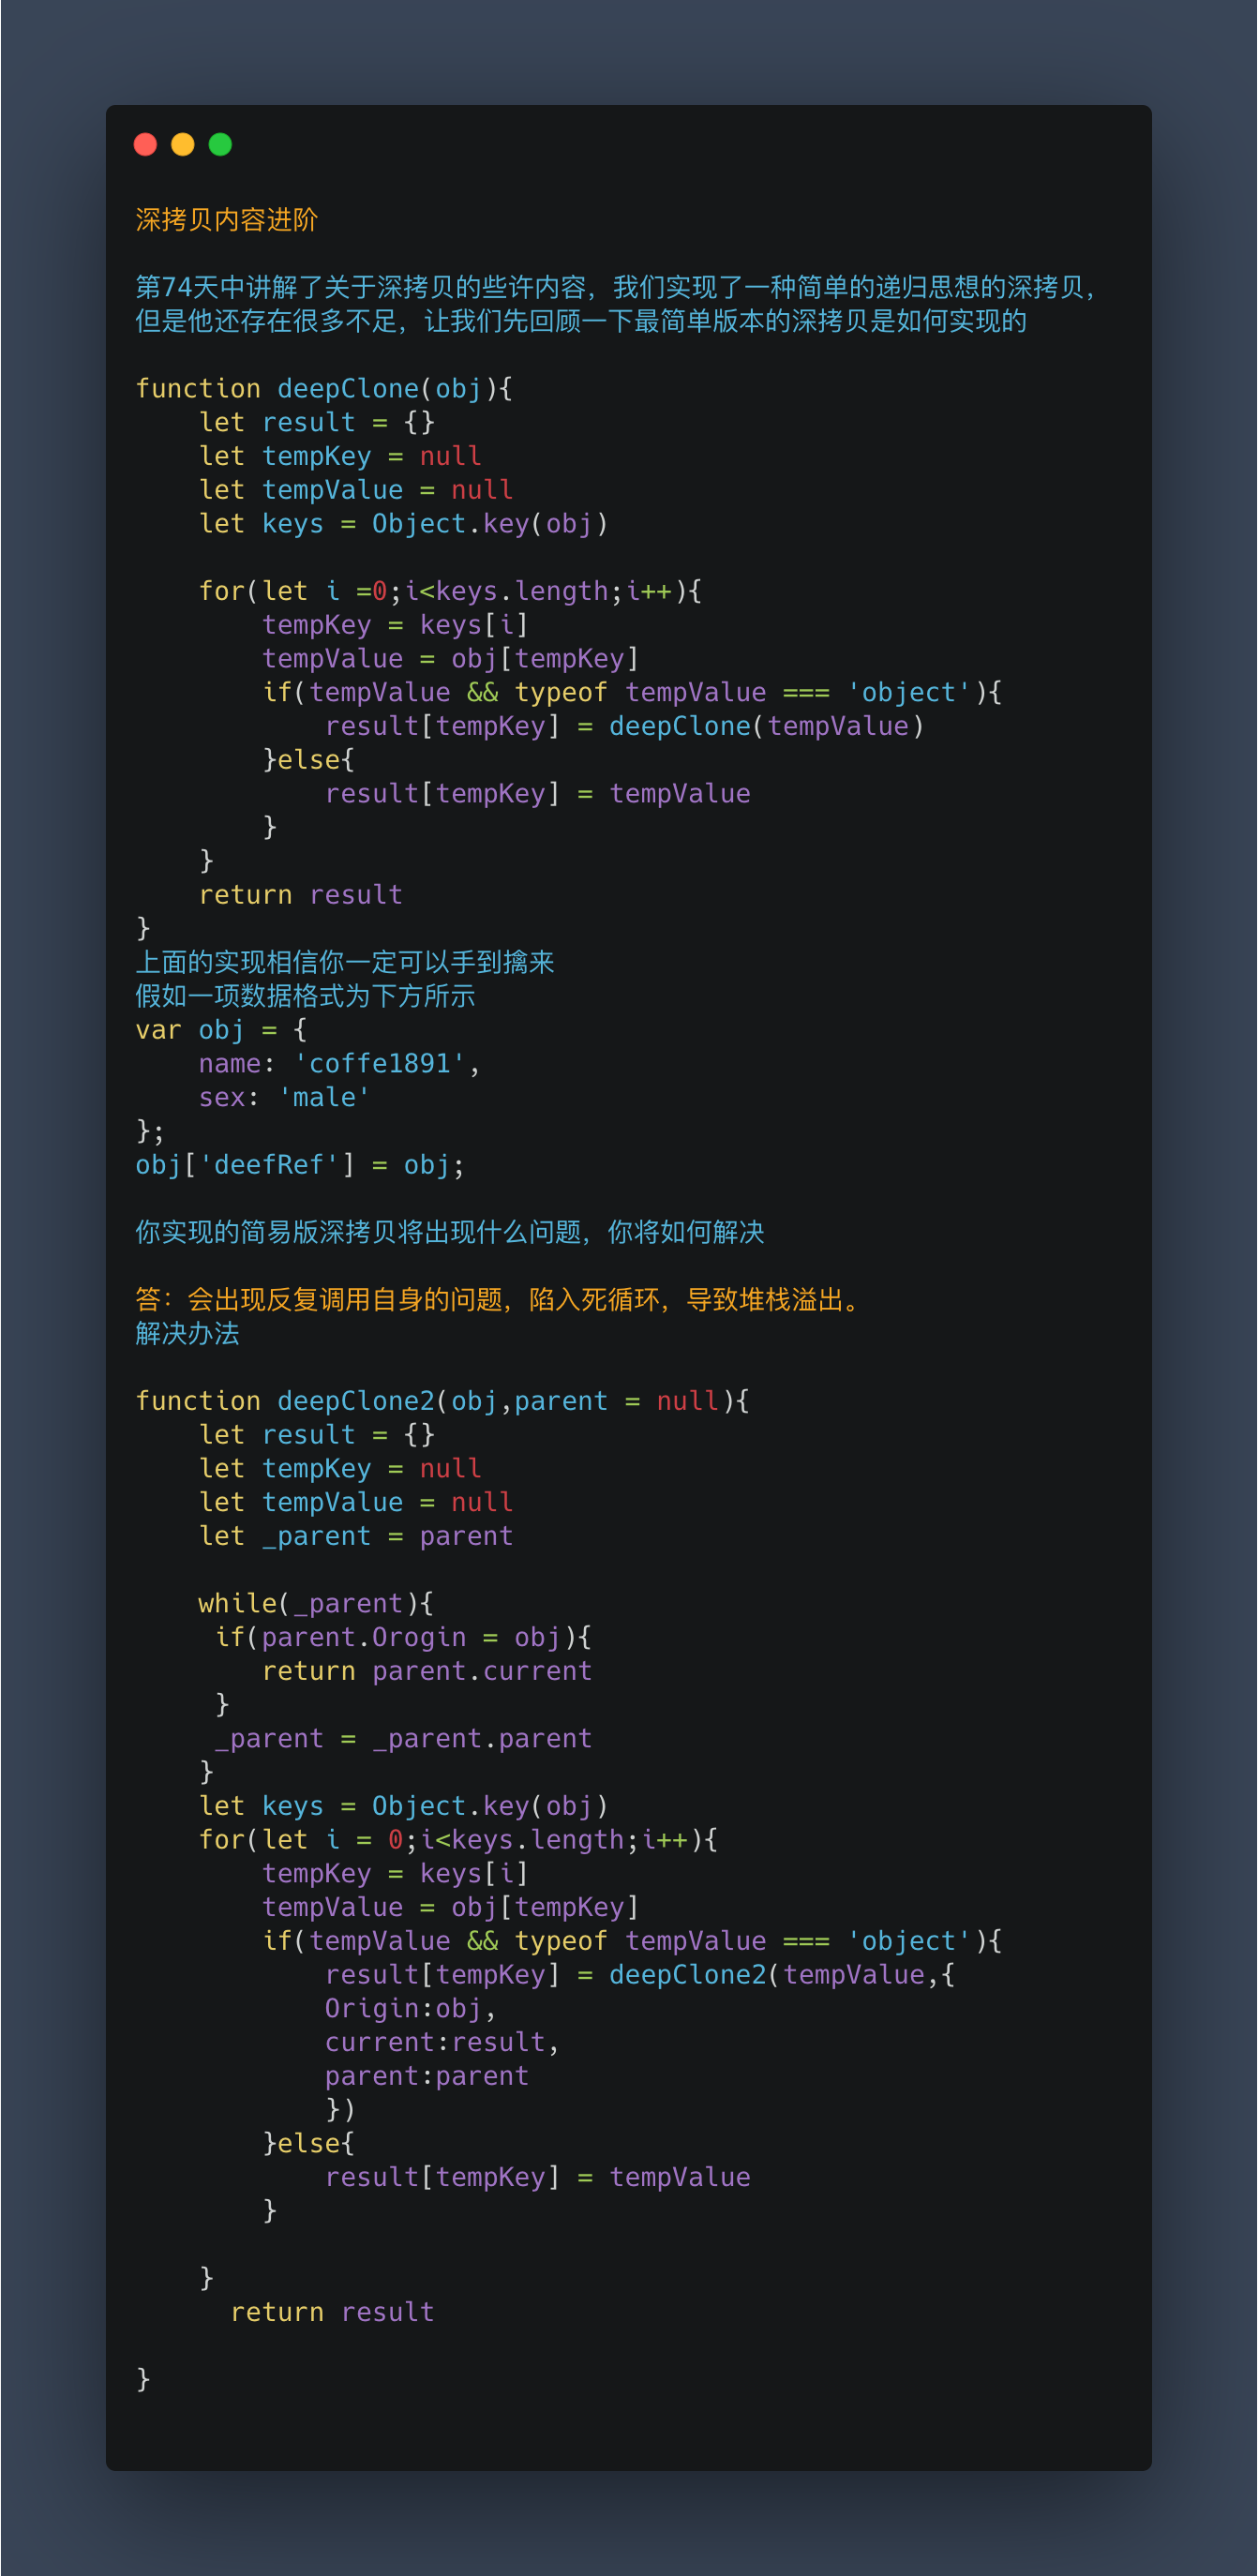 深拷贝内容进阶
第74天中讲解了关于深拷贝的些许内容，我们实现了一种简单的递归思想的深拷贝，
但是他还存在很多不足，让我们先回顾一下最简单版本的深拷贝是如何实现的
function deepClone(obj){
    let result = {}
    let tempKey = null
    let tempValue = null
    let keys = Object.key(obj)
    for(let i =0;i<keys.length;i++){
        tempKey = keys[i]
        tempValue = obj[tempKey]
        if(tempValue && typeof tempValue === 'object'){
            result[tempKey] = deepClone(tempValue)
        }else{
            result[tempKey] = tempValue
        }
    }
    return result
}
上面的实现相信你一定可以手到擒来
假如一项数据格式为下方所示
var obj = {
    name: 'coffe1891',
    sex: 'male'
};
obj['deefRef'] = obj;
你实现的简易版深拷贝将出现什么问题，你将如何解决
答：会出现反复调用自身的问题，陷入死循环，导致堆栈溢出。
解决办法
function deepClone2(obj,parent = null){
    let result = {}
    let tempKey = null
    let tempValue = null
    let _parent = parent
    while(_parent){
     if(parent.Orogin = obj){
        return parent.current
     }
     _parent = _parent.parent
    }
    let keys = Object.key(obj)
    for(let i = 0;i<keys.length;i++){
        tempKey = keys[i]
        tempValue = obj[tempKey]
        if(tempValue && typeof tempValue === 'object'){
            result[tempKey] = deepClone2(tempValue,{
            Origin:obj,
            current:result,
            parent:parent
            })
        }else{
            result[tempKey] = tempValue
        }
    }
      return result
}